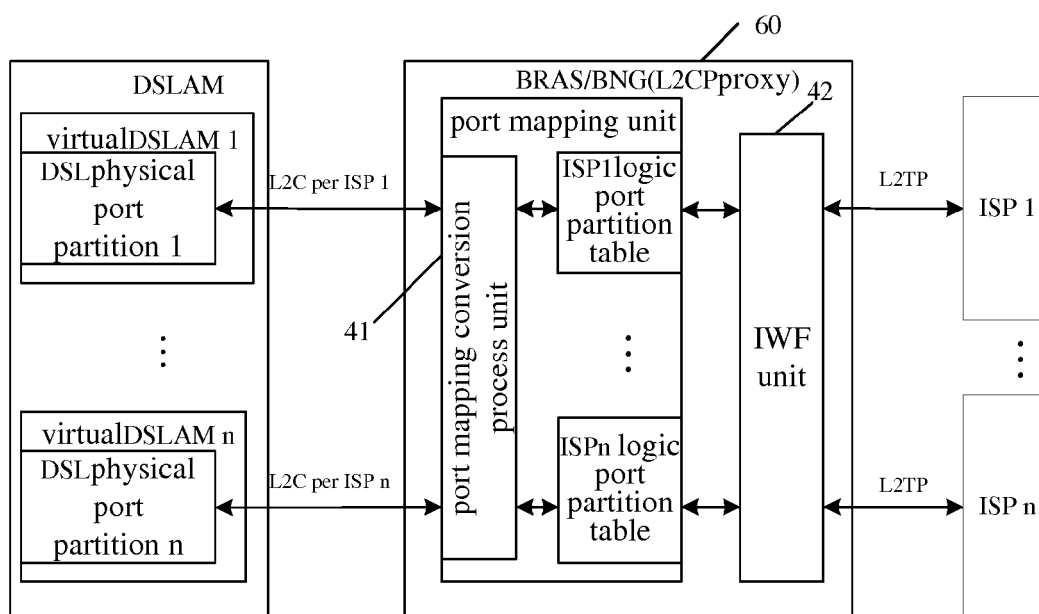 60
DSLAM
BRAS/BNG(L2CPproxy)
42
virtualDSLAM 1
DSLphysical
port
partition 1
L2C per ISP 1
port mapping unit
ISP1logic
port
partition
table
L2TP
ISP 1
41
port mapping conversion
process unit
IWF
unit
virtualDSLAM n
DSLphysical
port
partition n
L2C per ISP n
ISPn logic
port
partition
table
L2TP
ISP n